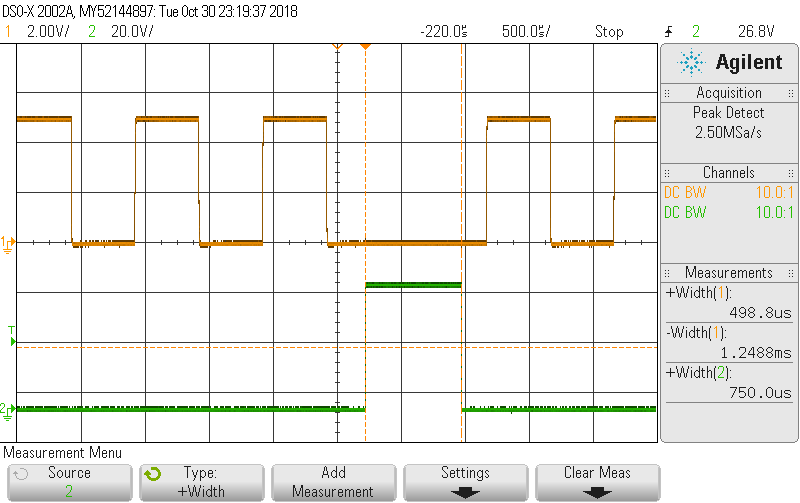 DSO-X 2002A, MY52144897: Tue Oct 30 23:19:37 2018
1 2.00V/ 2 20.0V/ -220.0s 500.0s/ Stop 2 26.8V
Agilent
Acquisition
Peak Detect
2.50MSa/s
Channels
DC BW 10.0:1
DC BW 10.0:1
Measurements
+Width(1):
498.8us
-Width(1):
1.2488ms
+Width(2):
750.0us
1
T
2
Measurement Menu
Source
2
Type:
+Width
Add
Measurement
Settings
Clear Meas